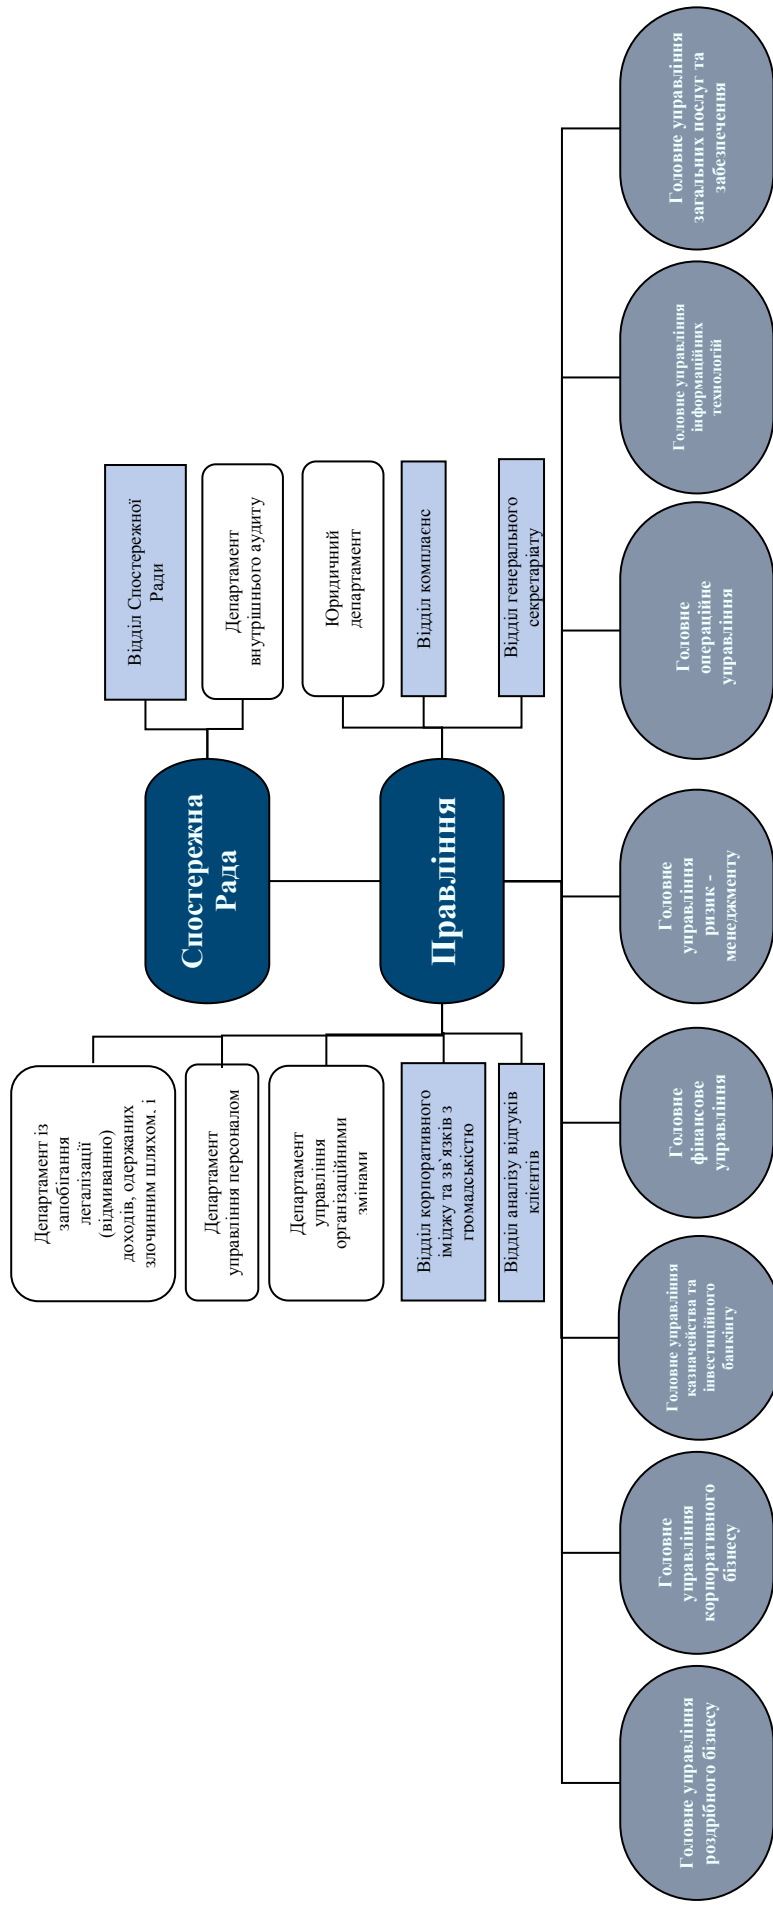 Спостережна
Рада
Відділ Спостережної
Ради
Департамент
внутрішнього аудиту
Правління
Департамент із
запобігання
легалізації
(відмиванню)
доходів, одержаних
злочинним шляхом. і
Департамент
управління персоналом
Департамент
управління
організаційними
змінами
Відділ корпоративного
іміджу та зв`язків з
громадськістю
Відділ аналізу відгуків
клієнтів
Юридичний
департамент
Відділ комплаєнс
Відділ генерального
секретаріату
Головне управління
роздрібного бізнесу
Головне
управління
корпоративного
бізнесу
Головне управління
казначейства та
інвестиційного
банкінгу
Головне
фінансове
управління
Головне
управління
ризик -
менеджменту
Головне
операційне
управління
Головне управління
інформаційних
технологій
Головне управління
загальних послуг та
забезпечення